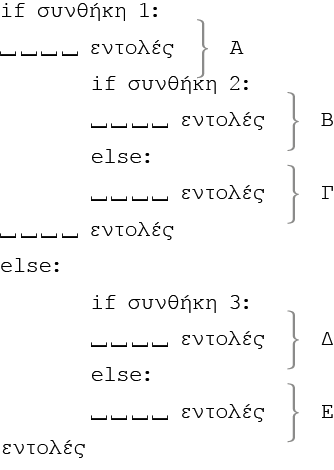 if συνθήκη 1:
␣␣␣␣ εντολές } Α
if συνθήκη 2:
␣␣␣␣ εντολές } Β
else:
␣␣␣␣ εντολές } Γ
␣␣␣␣ εντολές
else:
if συνθήκη 3:
␣␣␣␣ εντολές } Δ
else:
␣␣␣␣ εντολές } Ε
εντολές